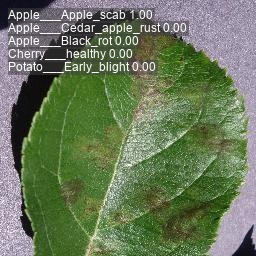 Apple___Apple_scab 1.00
Apple___Cedar_apple_rust 0.00
Apple___Black_rot 0.00
Cherry___healthy 0.00
Potato___Early_blight 0.00